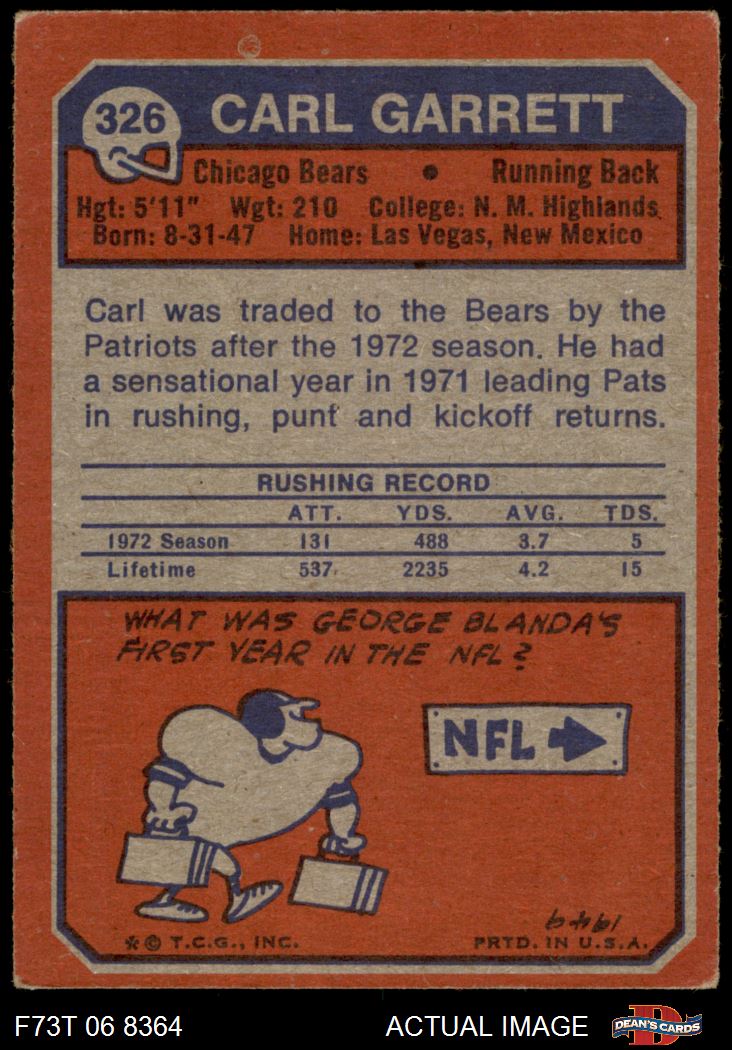 326 CARL GARRETT
Chicago Bears • Running Back
Hgt: 5'11" Wgt: 210 College: N. M. Highlands
Born: 8-31-47 Home: Las Vegas, New Mexico
Carl was traded to the Bears by the
Patriots after the 1972 season. He had
a sensational year in 1971 leading Pats
in rushing, punt and kickoff returns.
RUSHING RECORD
ATT. YDS. AVG. TDS.
1972 Season 131 488 3.7 5
Lifetime 537 2235 4.2 15
WHAT WAS GEORGE BLANDA'S
FIRST YEAR IN THE NFL?
NFL
1949
* © T.C.G., INC. PRTD. IN U.S.A.
F73T 06 8364 ACTUAL IMAGE D DEAN'S CARDS